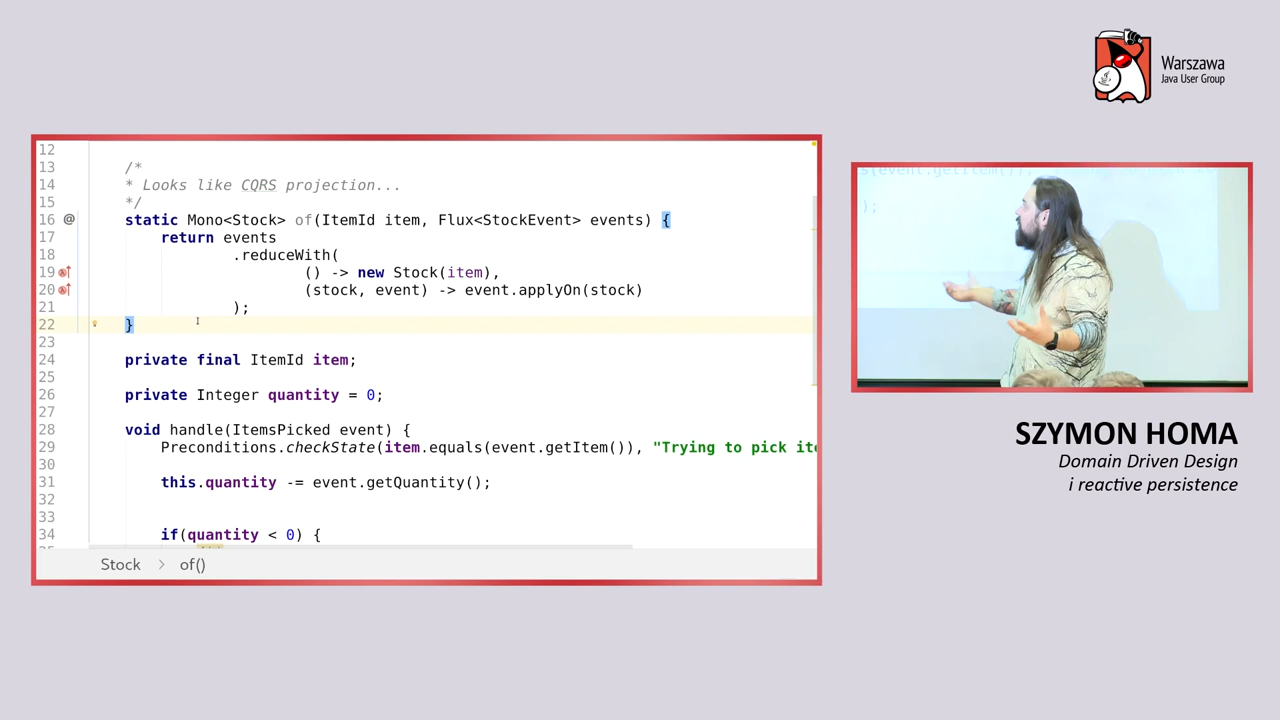 Warszawa
Java User Group
12
13 /*
14 * Looks like CQRS projection...
15 */
16 @ static Mono<Stock> of(ItemId item, Flux<StockEvent> events) {
17 return events
18 .reduceWith(
19 () -> new Stock(item),
20 (stock, event) -> event.applyOn(stock)
21 );
22 }
23
24 private final ItemId item;
25
26 private Integer quantity = 0;
27
28 void handle(ItemsPicked event) {
29 Preconditions.checkState(item.equals(event.getItem()), "Trying to pick ite
30
31 this.quantity -= event.getQuantity();
32
33
34 if(quantity < 0) {
Stock > of()
s(event.getItem()),
);
SZYMON HOMA
Domain Driven Design
i reactive persistence